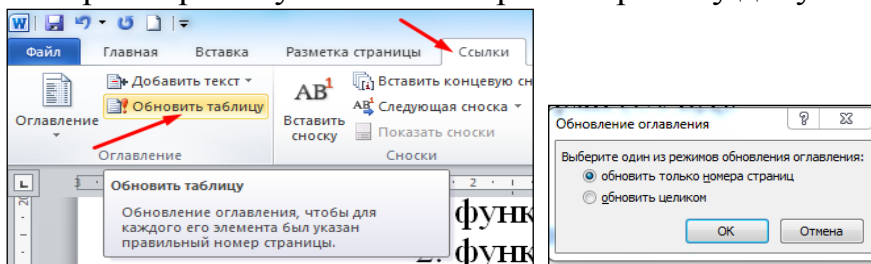 Файл Главная Вставка Разметка страницы Ссылки
Оглавление
Добавить текст
Обновить таблицу
Оглавление
AB1
Вставить
сноску
Вставить концевую сн
Следующая сноска
Показать сноски
Сноски
Обновить таблицу
Обновление оглавления, чтобы для
каждого его элемента был указан
правильный номер страницы.
функ
2. функ
Обновление оглавления
Выберите один из режимов обновления оглавления:
обновить только номера страниц
обновить целиком
ОК Отмена